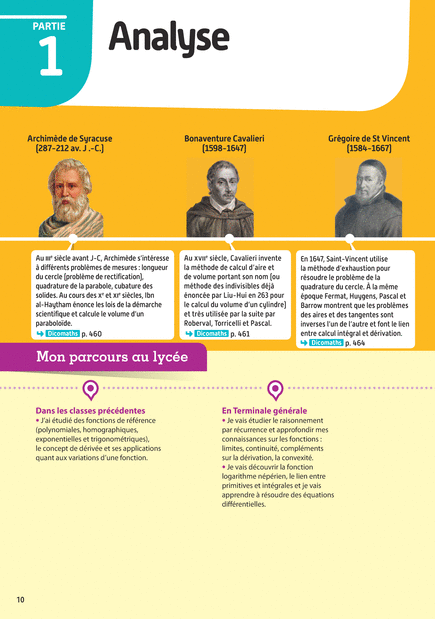 PARTIE
1
Analyse
Archimède de Syracuse
(287-212 av. J .-C.)
Au IIIᵉ siècle avant J-C, Archimède s'intéresse
à différents problèmes de mesures : longueur
du cercle (problème de rectification),
quadrature de la parabole, cubature des
solides. Au cours des Xᵉ et XIᵉ siècles, Ibn
al-Haytham énonce les lois de la démarche
scientifique et calcule le volume d'un
paraboloïde.
Dicomaths p. 460
Bonaventure Cavalieri
(1598-1647)
Au XVIIᵉ siècle, Cavalieri invente
la méthode de calcul d'aire et
de volume portant son nom (ou
méthode des indivisibles déjà
énoncée par Liu-Hui en 263 pour
le calcul du volume d'un cylindre)
et très utilisée par la suite par
Roberval, Torricelli et Pascal.
Dicomaths p. 461
Grégoire de St Vincent
(1584-1667)
En 1647, Saint-Vincent utilise
la méthode d'exhaustion pour
résoudre le problème de la
quadrature du cercle. À la même
époque Fermat, Huygens, Pascal et
Barrow montrent que les problèmes
des aires et des tangentes sont
inverses l'un de l'autre et font le lien
entre calcul intégral et dérivation.
Dicomaths p. 464
Mon parcours au lycée
Dans les classes précédentes
• J'ai étudié des fonctions de référence
(polynomiales, homographiques,
exponentielles et trigonométriques),
le concept de dérivée et ses applications
quant aux variations d'une fonction.
En Terminale générale
• Je vais étudier le raisonnement
par récurrence et approfondir mes
connaissances sur les fonctions :
limites, continuité, compléments
sur la dérivation, la convexité.
• Je vais découvrir la fonction
logarithme népérien, le lien entre
primitives et intégrales et je vais
apprendre à résoudre des équations
différentielles.
10